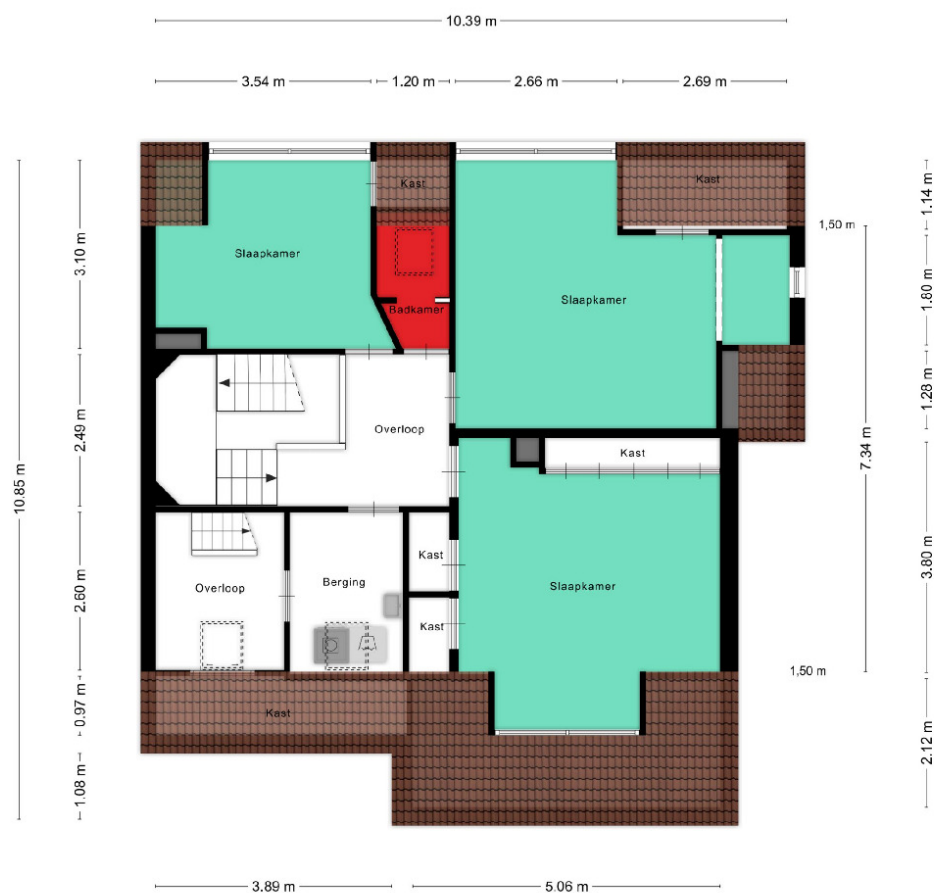 10.39 m
3.54 m
1.20 m
2.66 m
2.69 m
Kast
Kast
1.14 m
1,50 m
3.10 m
Slaapkamer
Slaapkamer
1.80 m
Badkamer
1.28 m
2.49 m
Overloop
7.34 m
Kast
10.85 m
Kast
3.80 m
Overloop
Berging
Slaapkamer
2.60 m
Kast
1,50 m
0.97 m
Kast
2.12 m
1.08 m
3.89 m
5.06 m